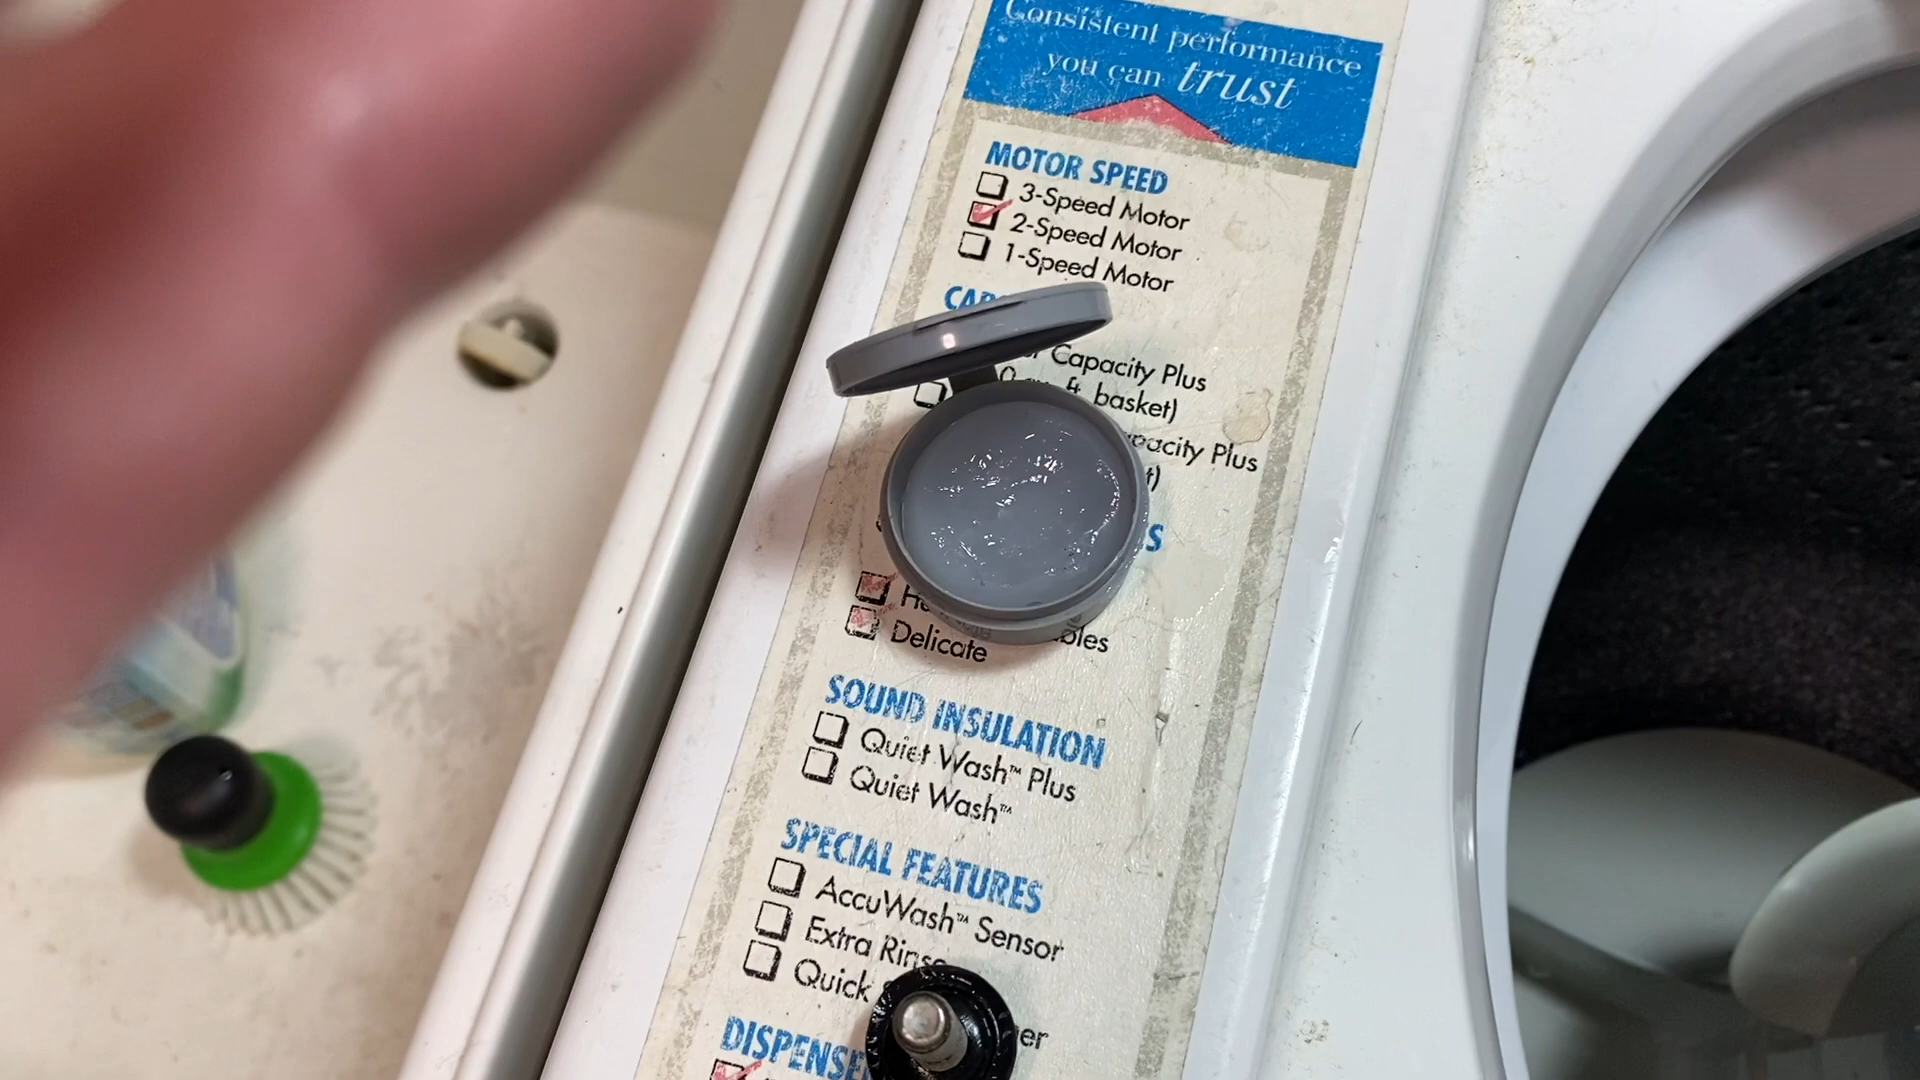 Consistent performance
you can trust
MOTOR SPEED
3-Speed Motor
2-Speed Motor
1-Speed Motor
Capacity Plus
basket)
Plus
Delicate
SOUND INSULATION
Quiet Wash™ Plus
Quiet Wash™
SPECIAL FEATURES
AccuWash™ Sensor
Extra Rinse
Quick